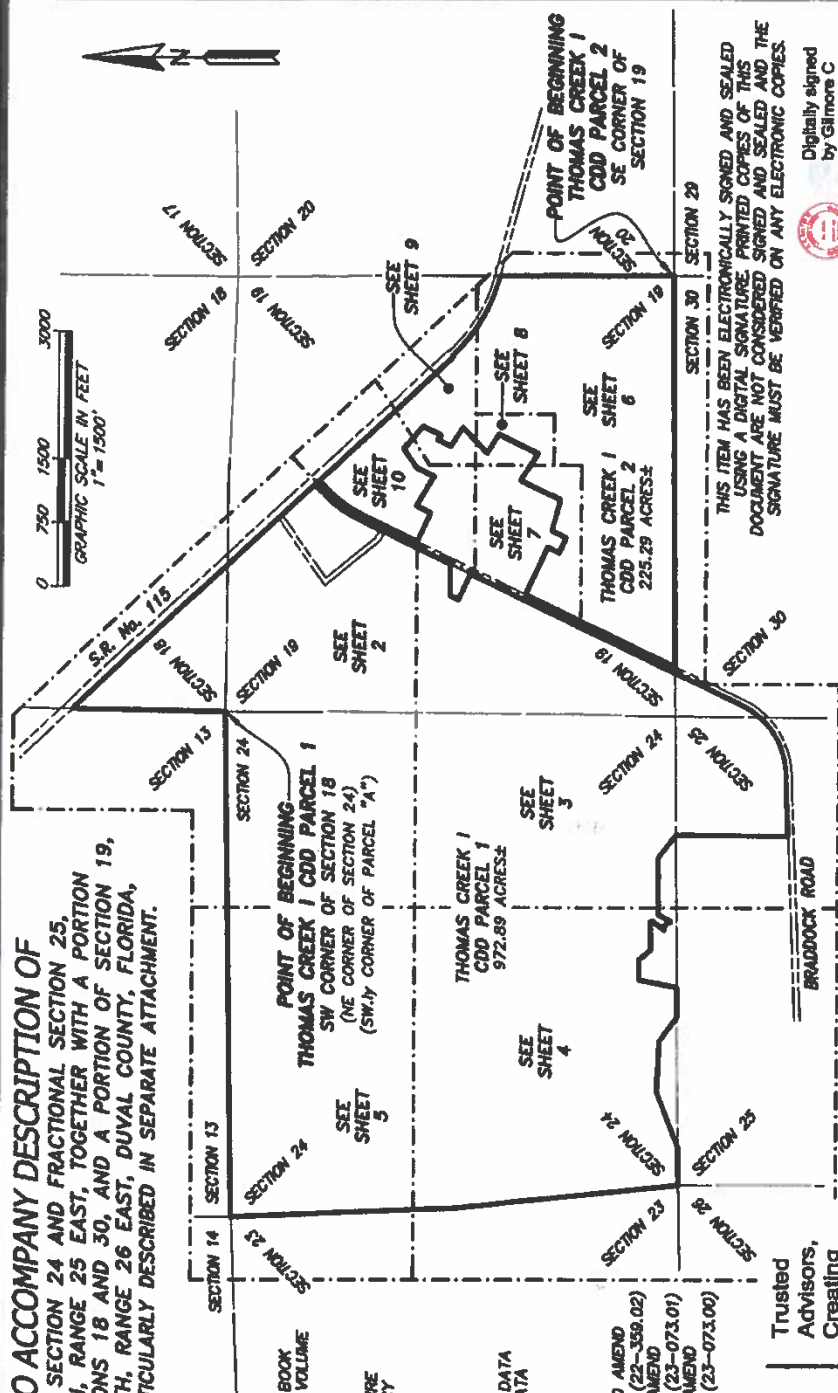 O ACCOMPANY DESCRIPTION OF
SECTION 24 AND FRACTIONAL SECTION 25,
RANGE 25 EAST, TOGETHER WITH A PORTION
ONS 18 AND 30, AND A PORTION OF SECTION 19,
TH, RANGE 26 EAST, DUVAL COUNTY, FLORIDA,
TICULARLY DESCRIBED IN SEPARATE ATTACHMENT.
0 750 1500 3000
GRAPHIC SCALE IN FEET
1"= 1500'
N
S.R. No. 115
SECTION 17
SECTION 18
SECTION 19
SECTION 20
SECTION 18
SECTION 13
SECTION 19
SECTION 24
SECTION 14
SECTION 13
SECTION 23
SECTION 24
POINT OF BEGINNING
THOMAS CREEK I CDD PARCEL 1
SW CORNER OF SECTION 18
(NE CORNER OF SECTION 24)
(SW.ly CORNER OF PARCEL "A")
SEE
SHEET
2
SEE
SHEET
10
SEE
SHEET 9
SEE
SHEET 8
SEE
SHEET
7
SEE
SHEET
6
POINT OF BEGINNING
THOMAS CREEK I
CDD PARCEL 2
SE CORNER OF
SECTION 19
SECTION 20
SECTION 19
SECTION 29
SECTION 30
THOMAS CREEK I
CDD PARCEL 2
225.29 ACRES±
SEE
SHEET
5
THOMAS CREEK I
CDD PARCEL 1
972.89 ACRES±
SEE
SHEET
3
SEE
SHEET
4
SECTION 19
SECTION 30
SECTION 24
SECTION 25
SECTION 23
SECTION 24
SECTION 26
SECTION 25
BRADDOCK ROAD
BOOK
VOLUME
RE
Y
DATA
ATA
AMEND
(22-359.02)
AMEND
(23-073.01)
AMEND
(23-073.00)
THIS ITEM HAS BEEN ELECTRONICALLY SIGNED AND SEALED
USING A DIGITAL SIGNATURE. PRINTED COPIES OF THIS
DOCUMENT ARE NOT CONSIDERED SIGNED AND SEALED AND THE
SIGNATURE MUST BE VERIFIED ON ANY ELECTRONIC COPIES.
Digitally signed
by Gilmore C
Trusted
Advisors,
Creating